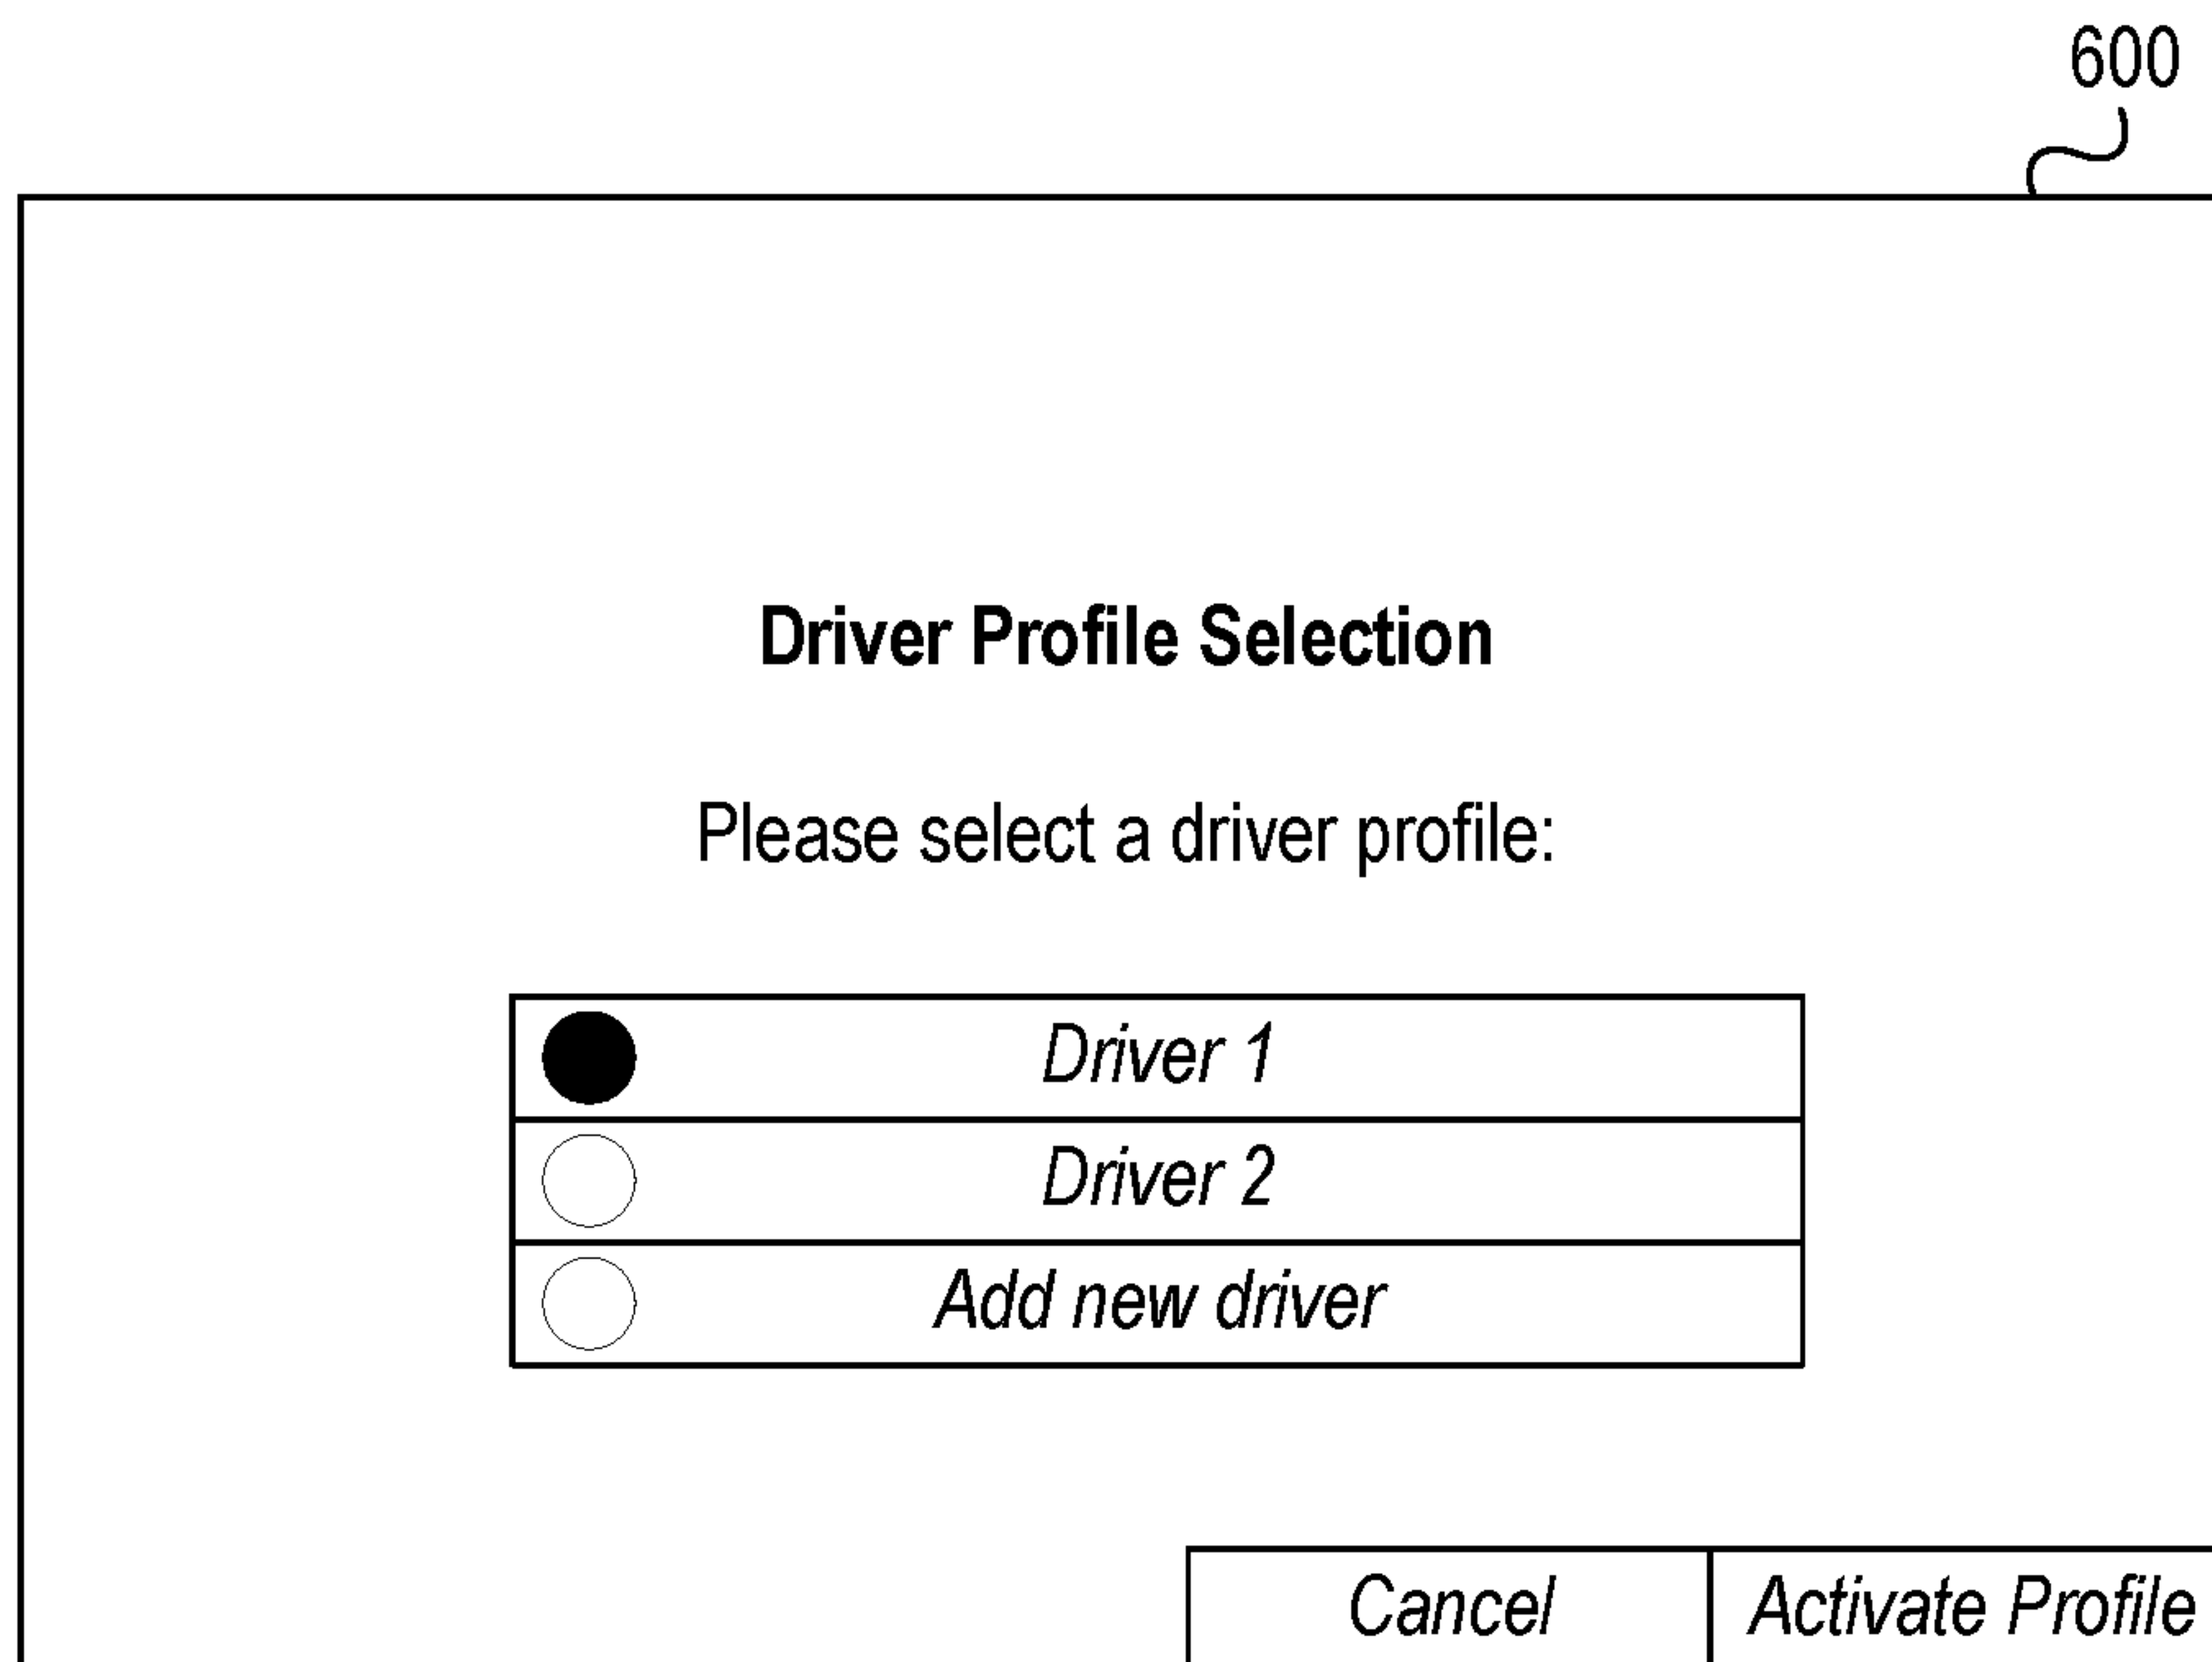 600
Driver Profile Selection
Please select a driver profile:
Driver 1
Driver 2
Add new driver
Cancel
Activate Profile